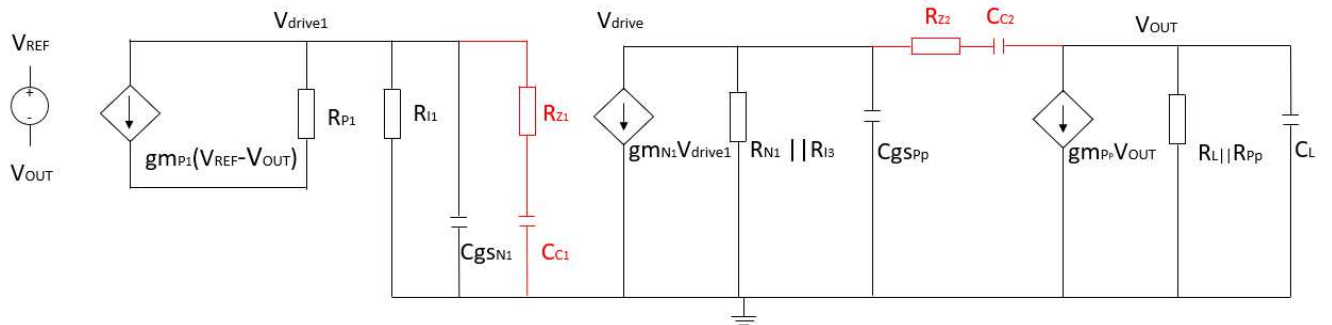 Vdrive1
Vdrive
RZ2
CC2
VOUT
VREF
+
-
VOUT
gmP1(VREF-VOUT)
RP1
RI1
CgsN1
RZ1
CC1
gmN1Vdrive1
RN1 ||RI3
CgsPp
gmPPVOUT
RL||RPp
CL